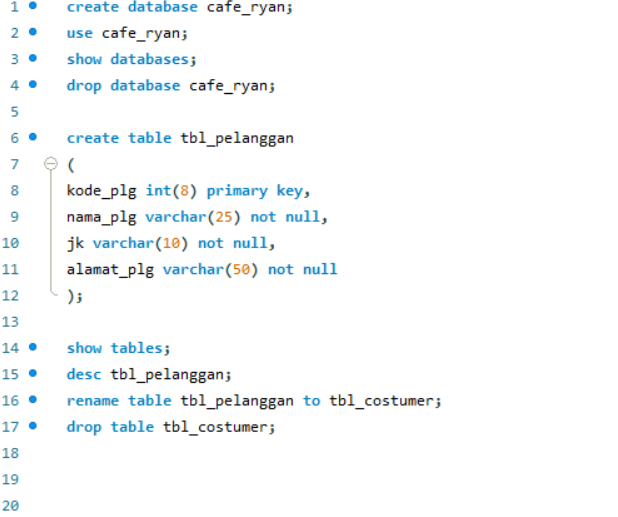 1 create database cafe_ryan;
2 use cafe_ryan;
3 show databases;
4 drop database cafe_ryan;
5
6 create table tbl_pelanggan
7 (
8 kode_plg int(8) primary key,
9 nama_plg varchar(25) not null,
10 jk varchar(10) not null,
11 alamat_plg varchar(50) not null
12 );
13
14 show tables;
15 desc tbl_pelanggan;
16 rename table tbl_pelanggan to tbl_costumer;
17 drop table tbl_costumer;
18
19
20